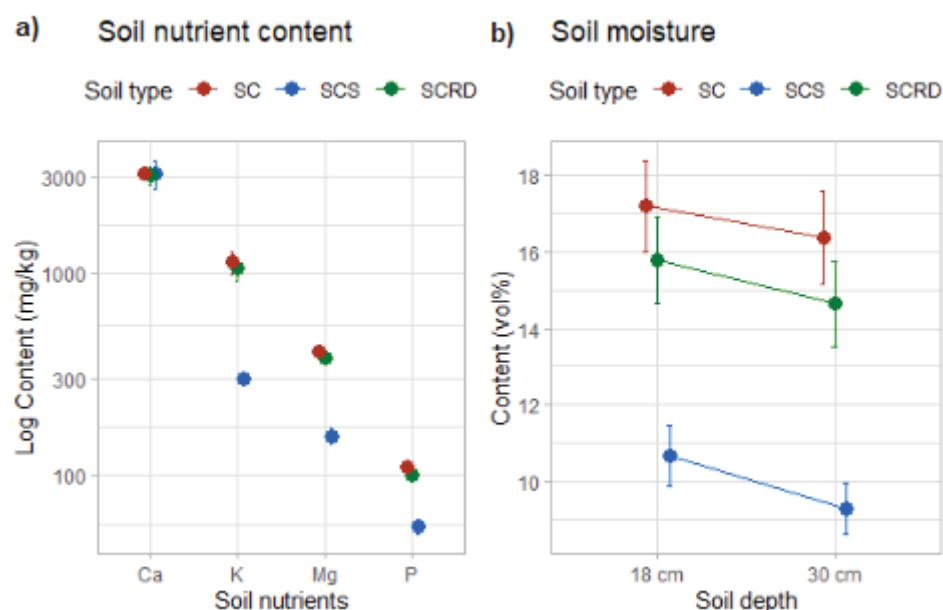 a) Soil nutrient content
Soil type SC SCS SCRD
Log Content (mg/kg)
3000
1000
300
100
Ca K Mg P
Soil nutrients
b) Soil moisture
Soil type SC SCS SCRD
Content (vol%)
18
16
14
12
10
18 cm 30 cm
Soil depth